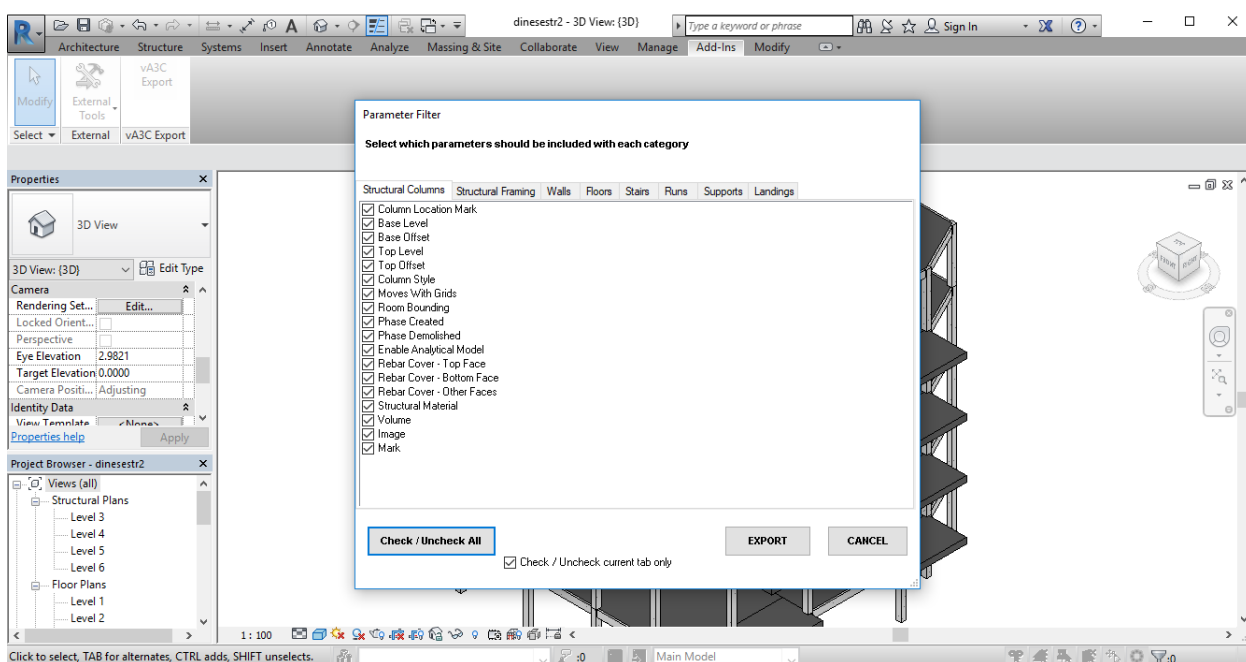 dinesestr2 - 3D View: {3D}
Type a keyword or phrase
Sign In
Architecture Structure Systems Insert Annotate Analyze Massing & Site Collaborate View Manage Add-Ins Modify
Modify
External Tools
vA3C Export
Select External vA3C Export
Properties
3D View
3D View: {3D} Edit Type
Camera
Rendering Set... Edit...
Locked Orient...
Perspective
Eye Elevation 2.9821
Target Elevation 0.0000
Camera Positi... Adjusting
Identity Data
View Template <None>
Properties help Apply
Project Browser - dinesestr2
Views (all)
Structural Plans
Level 3
Level 4
Level 5
Level 6
Floor Plans
Level 1
Level 2
Parameter Filter
Select which parameters should be included with each category
Structural Columns Structural Framing Walls Floors Stairs Runs Supports Landings
Column Location Mark
Base Level
Base Offset
Top Level
Top Offset
Column Style
Moves With Grids
Room Bounding
Phase Created
Phase Demolished
Enable Analytical Model
Rebar Cover - Top Face
Rebar Cover - Bottom Face
Rebar Cover - Other Faces
Structural Material
Volume
Image
Mark
Check / Uncheck All EXPORT CANCEL
Check / Uncheck current tab only
FRONT RIGHT
1 : 100
Click to select, TAB for alternates, CTRL adds, SHIFT unselects. :0 Main Model :0